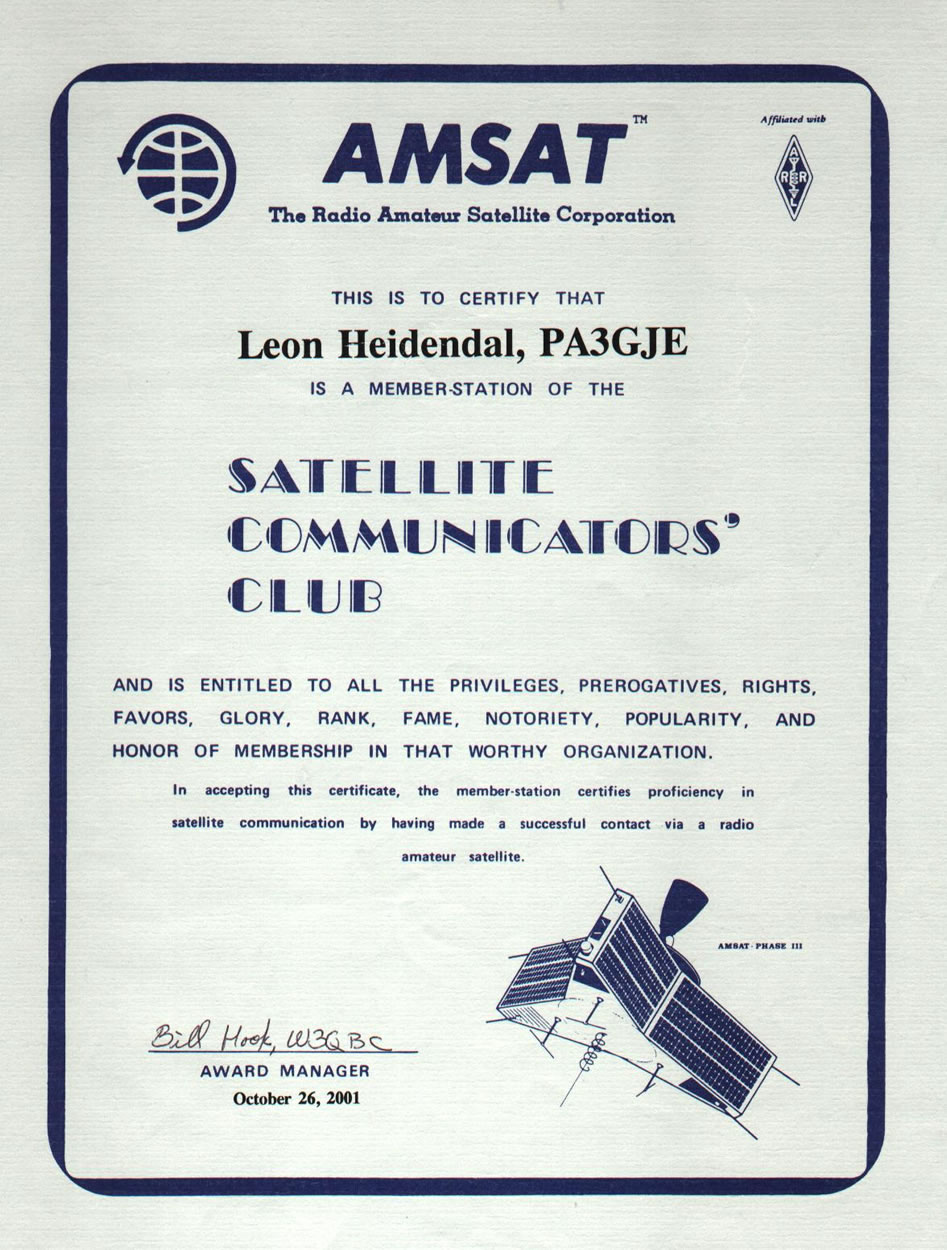 AMSAT™
The Radio Amateur Satellite Corporation
Affiliated with
ARRL
THIS IS TO CERTIFY THAT
Leon Heidendal, PA3GJE
IS A MEMBER-STATION OF THE
SATELLITE
COMMUNICATORS'
CLUB
AND IS ENTITLED TO ALL THE PRIVILEGES, PREROGATIVES, RIGHTS,
FAVORS, GLORY, RANK, FAME, NOTORIETY, POPULARITY, AND
HONOR OF MEMBERSHIP IN THAT WORTHY ORGANIZATION.
In accepting this certificate, the member-station certifies proficiency in
satellite communication by having made a successful contact via a radio
amateur satellite.
AMSAT - PHASE III
Bill Hook, W3QBC
AWARD MANAGER
October 26, 2001